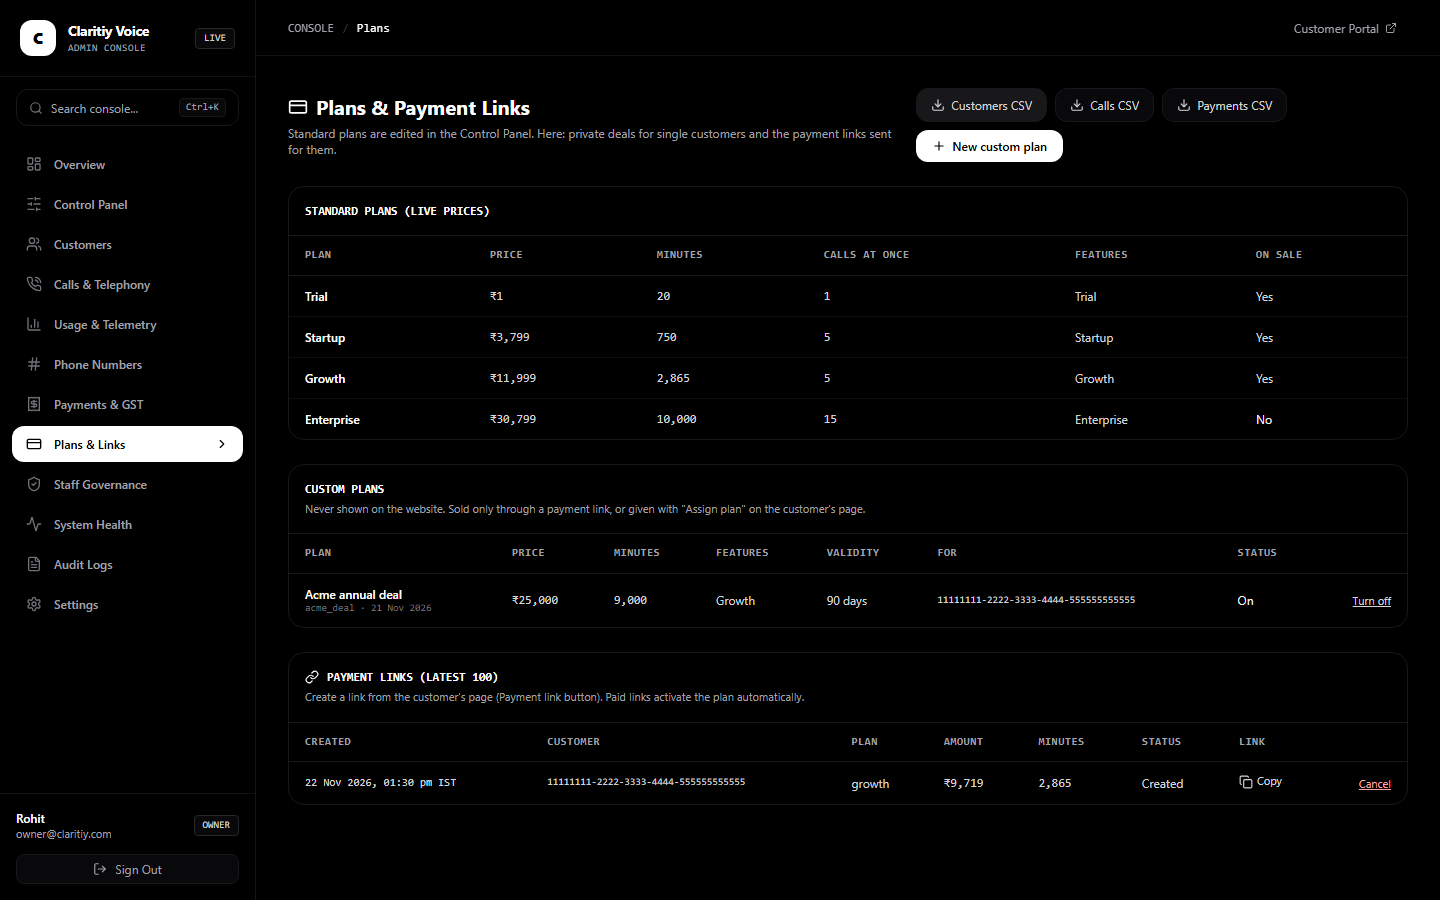 C
Claritiy Voice
ADMIN CONSOLE
LIVE
Search console...
Ctrl+K
Overview
Control Panel
Customers
Calls & Telephony
Usage & Telemetry
Phone Numbers
Payments & GST
Plans & Links
Staff Governance
System Health
Audit Logs
Settings
Rohit
owner@claritiy.com
OWNER
Sign Out
CONSOLE / Plans
Customer Portal
Plans & Payment Links
Standard plans are edited in the Control Panel. Here: private deals for single customers and the payment links sent
for them.
Customers CSV
Calls CSV
Payments CSV
New custom plan
STANDARD PLANS (LIVE PRICES)
PLAN PRICE MINUTES CALLS AT ONCE FEATURES ON SALE
Trial ₹1 20 1 Trial Yes
Startup ₹3,799 750 5 Startup Yes
Growth ₹11,999 2,865 5 Growth Yes
Enterprise ₹30,799 10,000 15 Enterprise No
CUSTOM PLANS
Never shown on the website. Sold only through a payment link, or given with "Assign plan" on the customer's page.
PLAN PRICE MINUTES FEATURES VALIDITY FOR STATUS
Acme annual deal ₹25,000 9,000 Growth 90 days 11111111-2222-3333-4444-555555555555 On Turn off
acme_deal · 21 Nov 2026
PAYMENT LINKS (LATEST 100)
Create a link from the customer's page (Payment link button). Paid links activate the plan automatically.
CREATED CUSTOMER PLAN AMOUNT MINUTES STATUS LINK
22 Nov 2026, 01:30 pm IST 11111111-2222-3333-4444-555555555555 growth ₹9,719 2,865 Created Copy Cancel